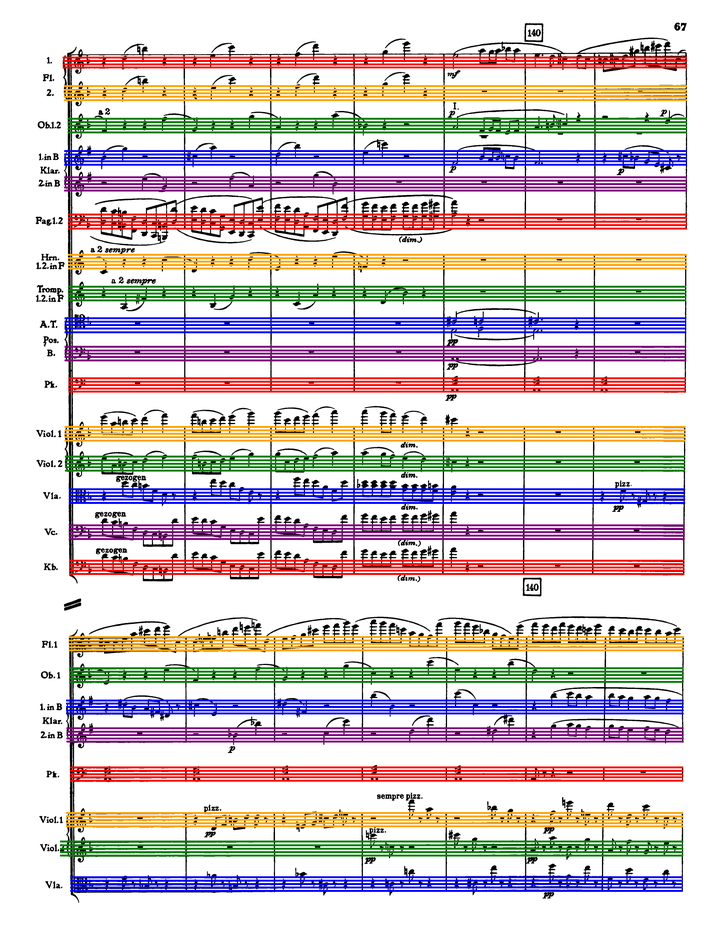 67
140
1.
Fl.
mf
2.
a 2
I.
p
p
Ob.1.2
1. in B
p
p
Klar.
2. in B
Fag.1.2
(dim.)
a 2 sempre
Hrn.
1.2. in F
a 2 sempre
Tromp.
1.2. in F
A.T.
pp
Pos.
B.
pp
Pk.
pp
Viol. 1
dim.
Viol. 2
dim.
gezogen
pizz.
Vla.
pp
dim.
gezogen
Vc.
(dim.)
gezogen
Kb.
(dim.)
140
Fl.1
Ob. 1
1. in B
Klar.
2. in B
p
Pk.
sempre pizz.
pizz.
Viol.1
pp
pp
pizz.
Viol.
pp
pp
Vla.
pp